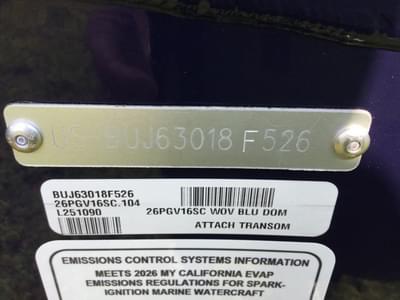 US-BUJ63018F526
BUJ63018F526
26PGV16SC.104
L251090
26PGV16SC WOV BLU DOM
ATTACH TRANSOM
EMISSIONS CONTROL SYSTEMS INFORMATION
MEETS 2026 MY CALIFORNIA EVAP
EMISSIONS REGULATIONS FOR SPARK-
IGNITION MARINE WATERCRAFT